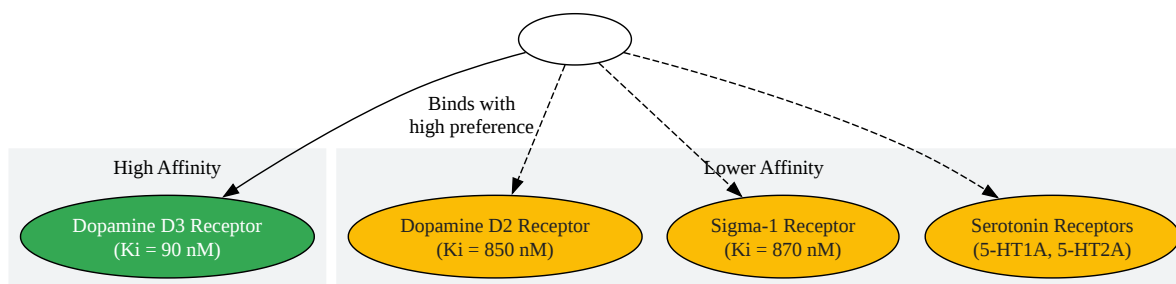 Binds with
high preference
High Affinity
Lower Affinity
Dopamine D3 Receptor
(Ki = 90 nM)
Dopamine D2 Receptor
(Ki = 850 nM)
Sigma-1 Receptor
(Ki = 870 nM)
Serotonin Receptors
(5-HT1A, 5-HT2A)